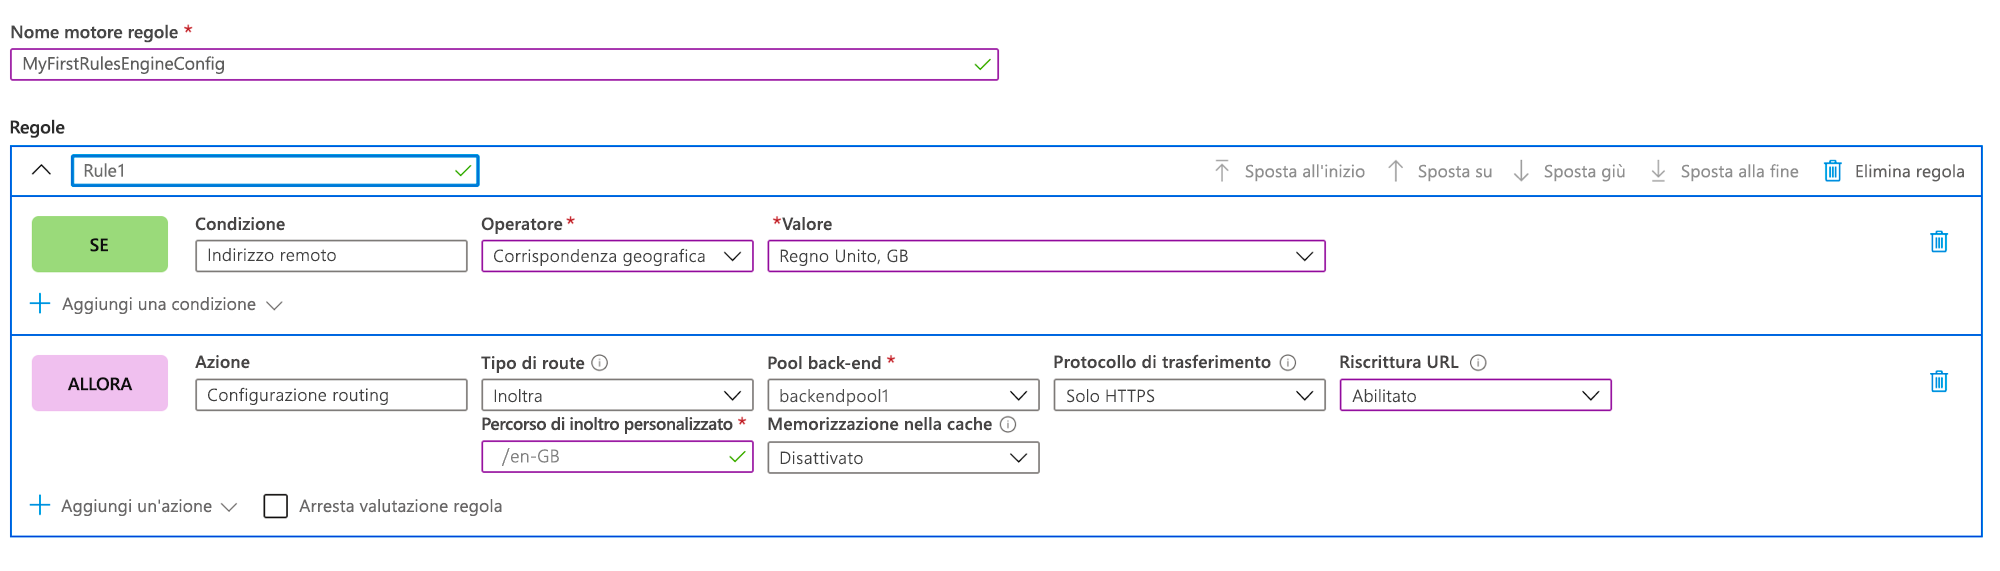 Nome motore regole *
MyFirstRulesEngineConfig
Regole
Rule1 Sposta all'inizio Sposta su Sposta giù Sposta alla fine Elimina regola
SE Condizione Operatore * *Valore
Indirizzo remoto Corrispondenza geografica Regno Unito, GB
Aggiungi una condizione
ALLORA Azione Tipo di route Pool back-end * Protocollo di trasferimento Riscrittura URL
Configurazione routing Inoltra backendpool1 Solo HTTPS Abilitato
Percorso di inoltro personalizzato * Memorizzazione nella cache
/en-GB Disattivato
Aggiungi un'azione Arresta valutazione regola